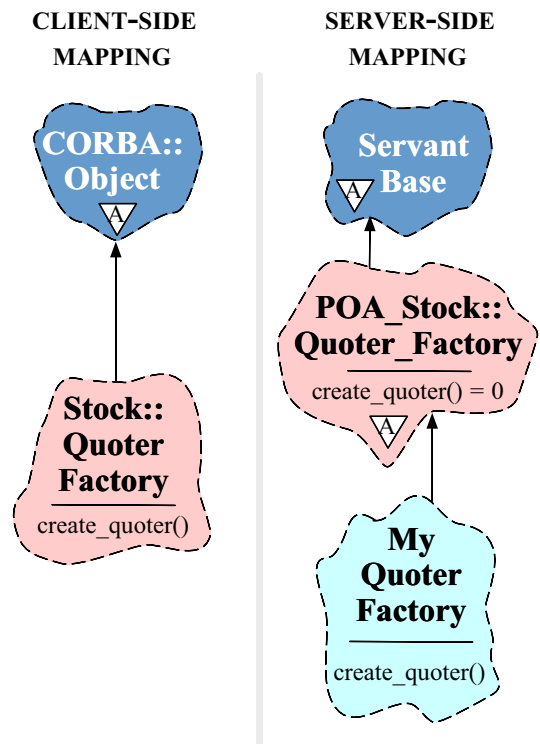 CLIENT-SIDE
MAPPING
CORBA::
Object
A
Stock::
Quoter
Factory
create_quoter()
SERVER-SIDE
MAPPING
Servant
Base
A
POA_Stock::
Quoter_Factory
create_quoter() = 0
A
My
Quoter
Factory
create_quoter()